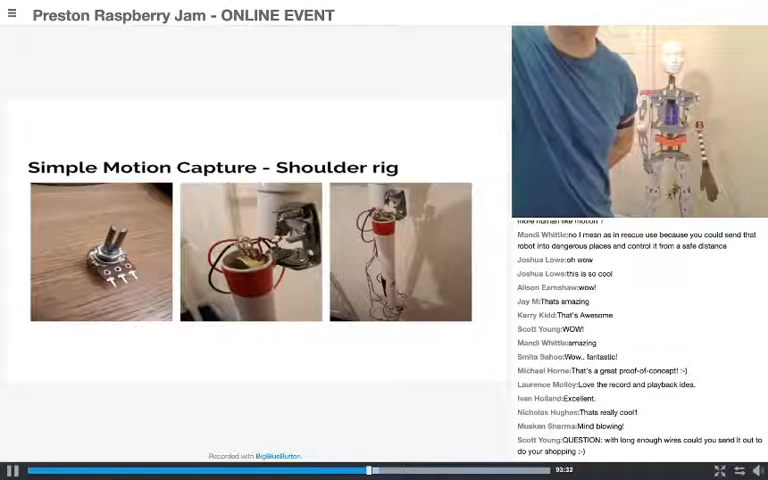 Preston Raspberry Jam - ONLINE EVENT
Simple Motion Capture - Shoulder rig
more human like motion ?
Mandi Whittle:no I mean as in rescue use because you could send that
robot into dangerous places and control it from a safe distance
Joshua Lowe:oh wow
Joshua Lowe:this is so cool
Alison Earnshaw:wow!
Jay M:Thats amazing
Kerry Kidd:That's Awesome
Scott Young:WOW!
Mandi Whittle:amazing
Smita Sahoo:Wow.. fantastic!
Michael Horne:That's a great proof-of-concept! :-)
Laurence Molloy:Love the record and playback idea.
Ivan Holland:Excellent.
Nicholas Hughes:Thats really cool1
Muskan Sharma:Mind blowing!
Scott Young:QUESTION: with long enough wires could you send it out to
do your shopping :-)
Recorded with BigBlueButton.
93:32